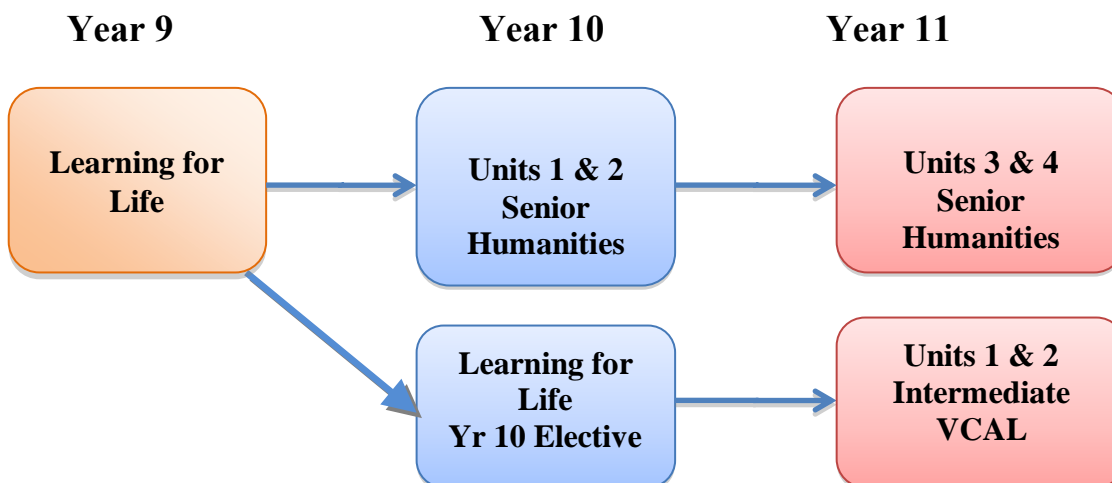 Year 9
Year 10
Year 11
Learning for
Life
Units 1 & 2
Senior
Humanities
Units 3 & 4
Senior
Humanities
Learning for
Life
Yr 10 Elective
Units 1 & 2
Intermediate
VCAL